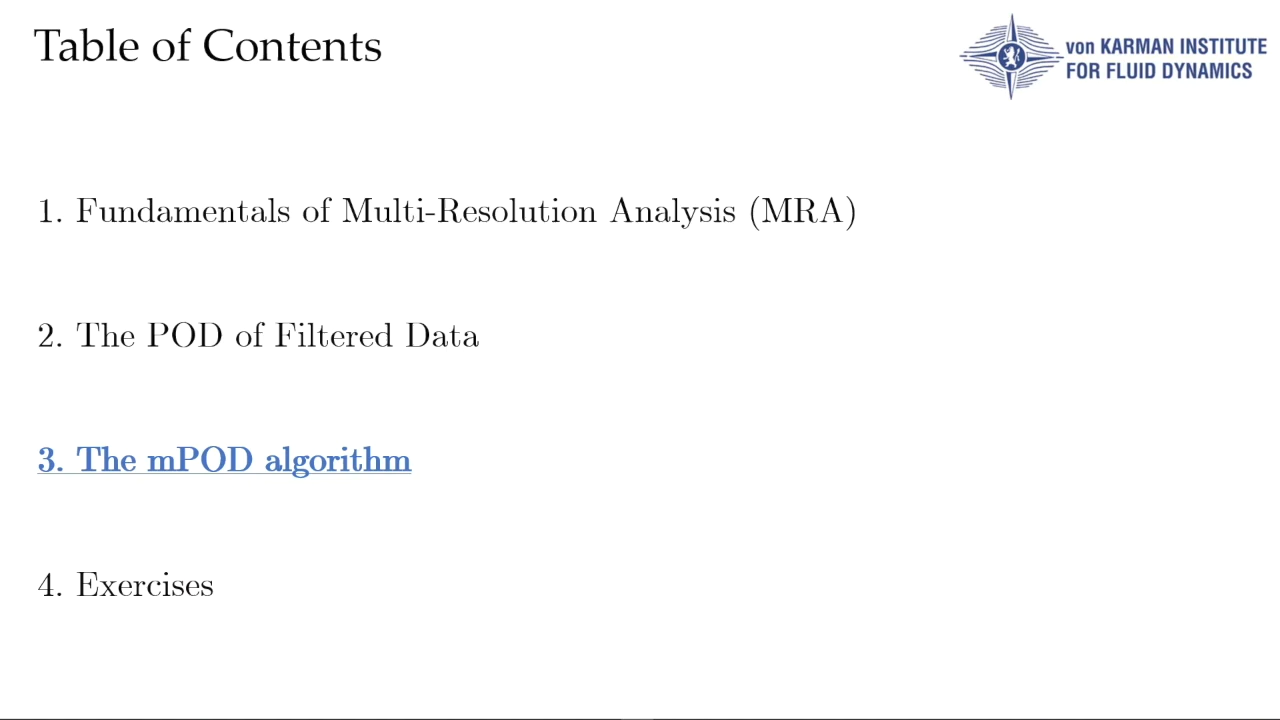 Table of Contents
von KARMAN INSTITUTE
FOR FLUID DYNAMICS
1. Fundamentals of Multi-Resolution Analysis (MRA)
2. The POD of Filtered Data
3. The mPOD algorithm
4. Exercises